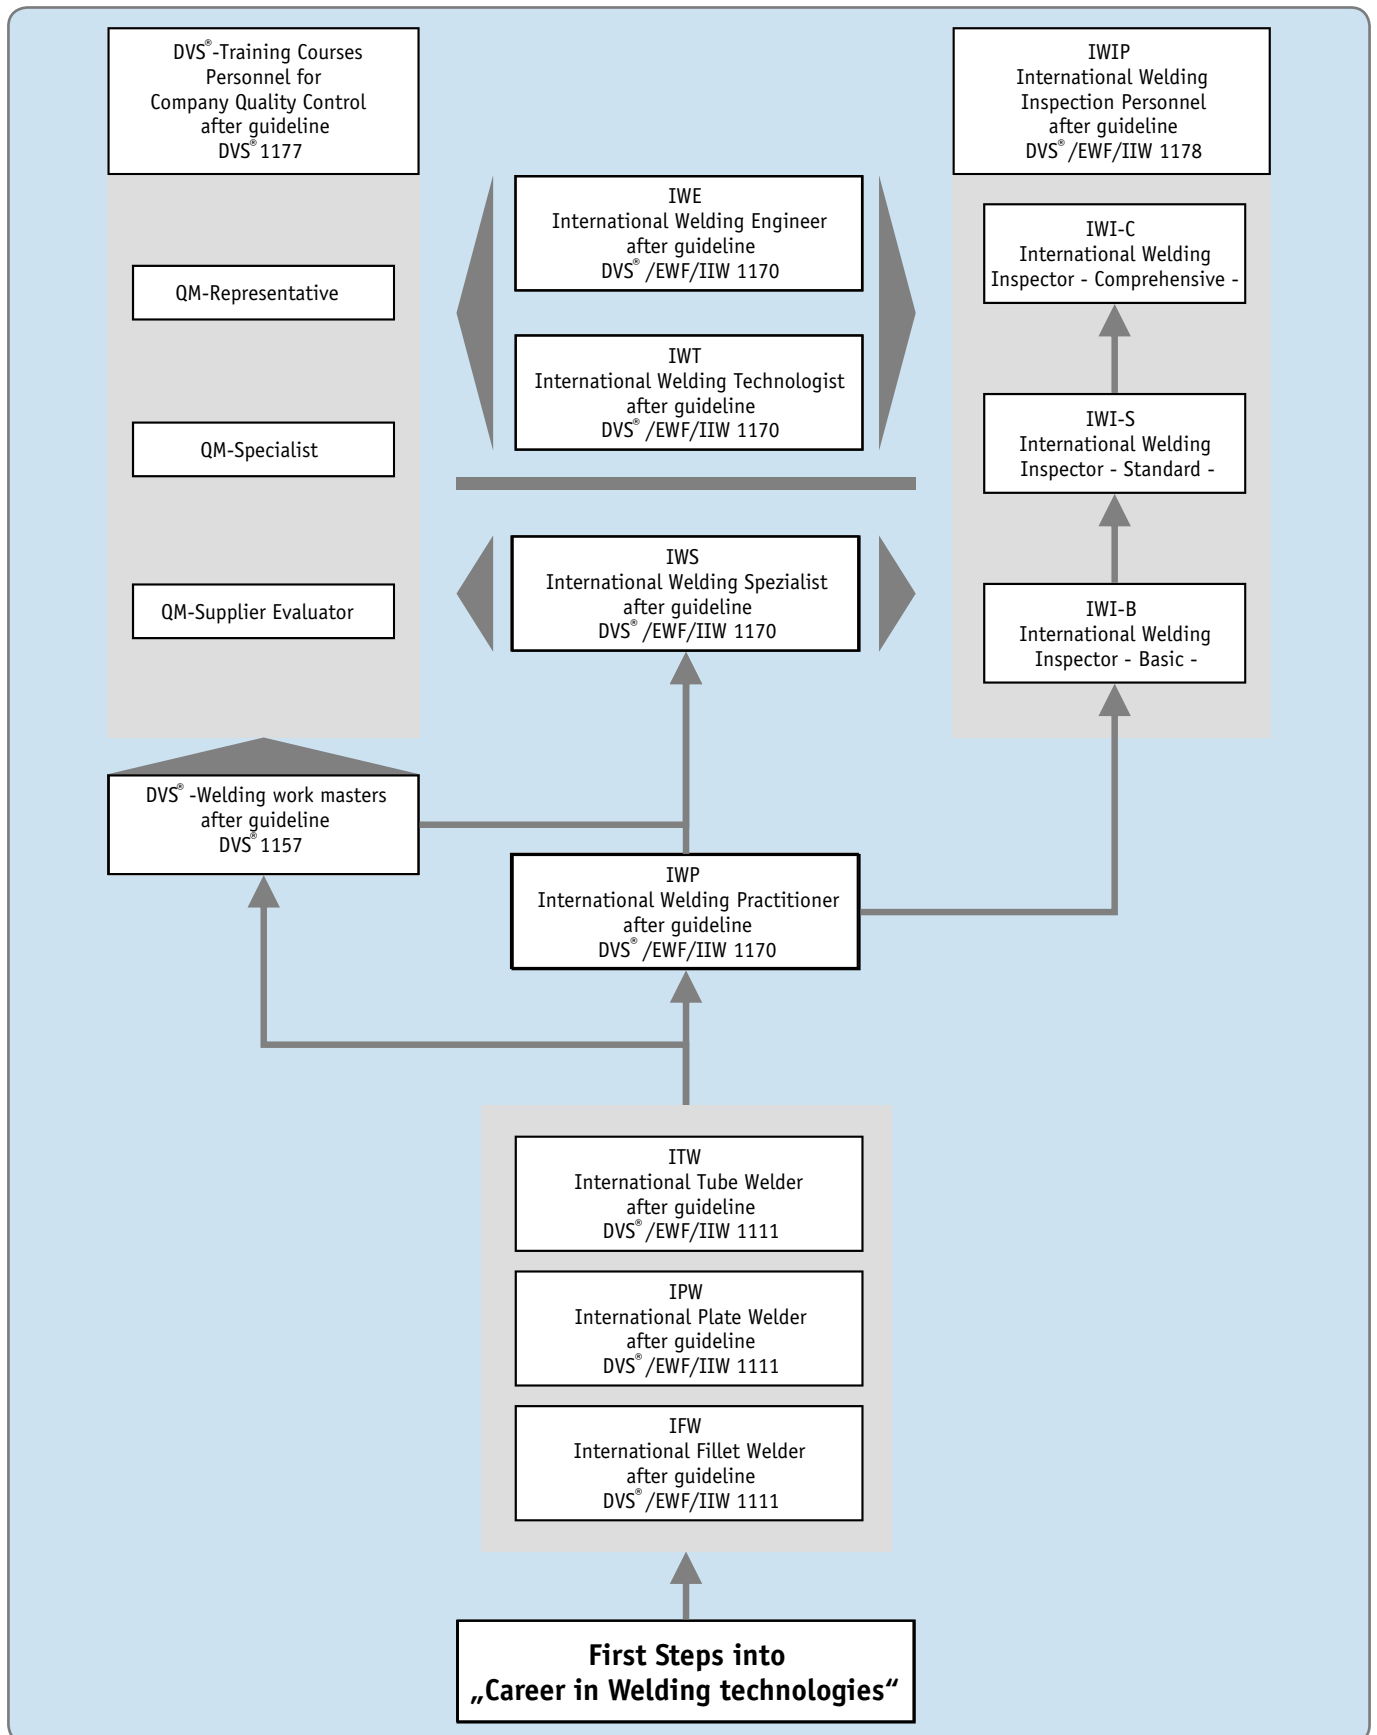 DVS®-Training Courses
Personnel for
Company Quality Control
after guideline
DVS® 1177
IWIP
International Welding
Inspection Personnel
after guideline
DVS® /EWF/IIW 1178
IWE
International Welding Engineer
after guideline
DVS® /EWF/IIW 1170
IWI-C
International Welding
Inspector - Comprehensive -
QM-Representative
IWT
International Welding Technologist
after guideline
DVS® /EWF/IIW 1170
IWI-S
International Welding
Inspector - Standard -
QM-Specialist
IWS
International Welding Spezialist
after guideline
DVS® /EWF/IIW 1170
QM-Supplier Evaluator
IWI-B
International Welding
Inspector - Basic -
DVS® -Welding work masters
after guideline
DVS® 1157
IWP
International Welding Practitioner
after guideline
DVS® /EWF/IIW 1170
ITW
International Tube Welder
after guideline
DVS® /EWF/IIW 1111
IPW
International Plate Welder
after guideline
DVS® /EWF/IIW 1111
IFW
International Fillet Welder
after guideline
DVS® /EWF/IIW 1111
First Steps into
„Career in Welding technologies“